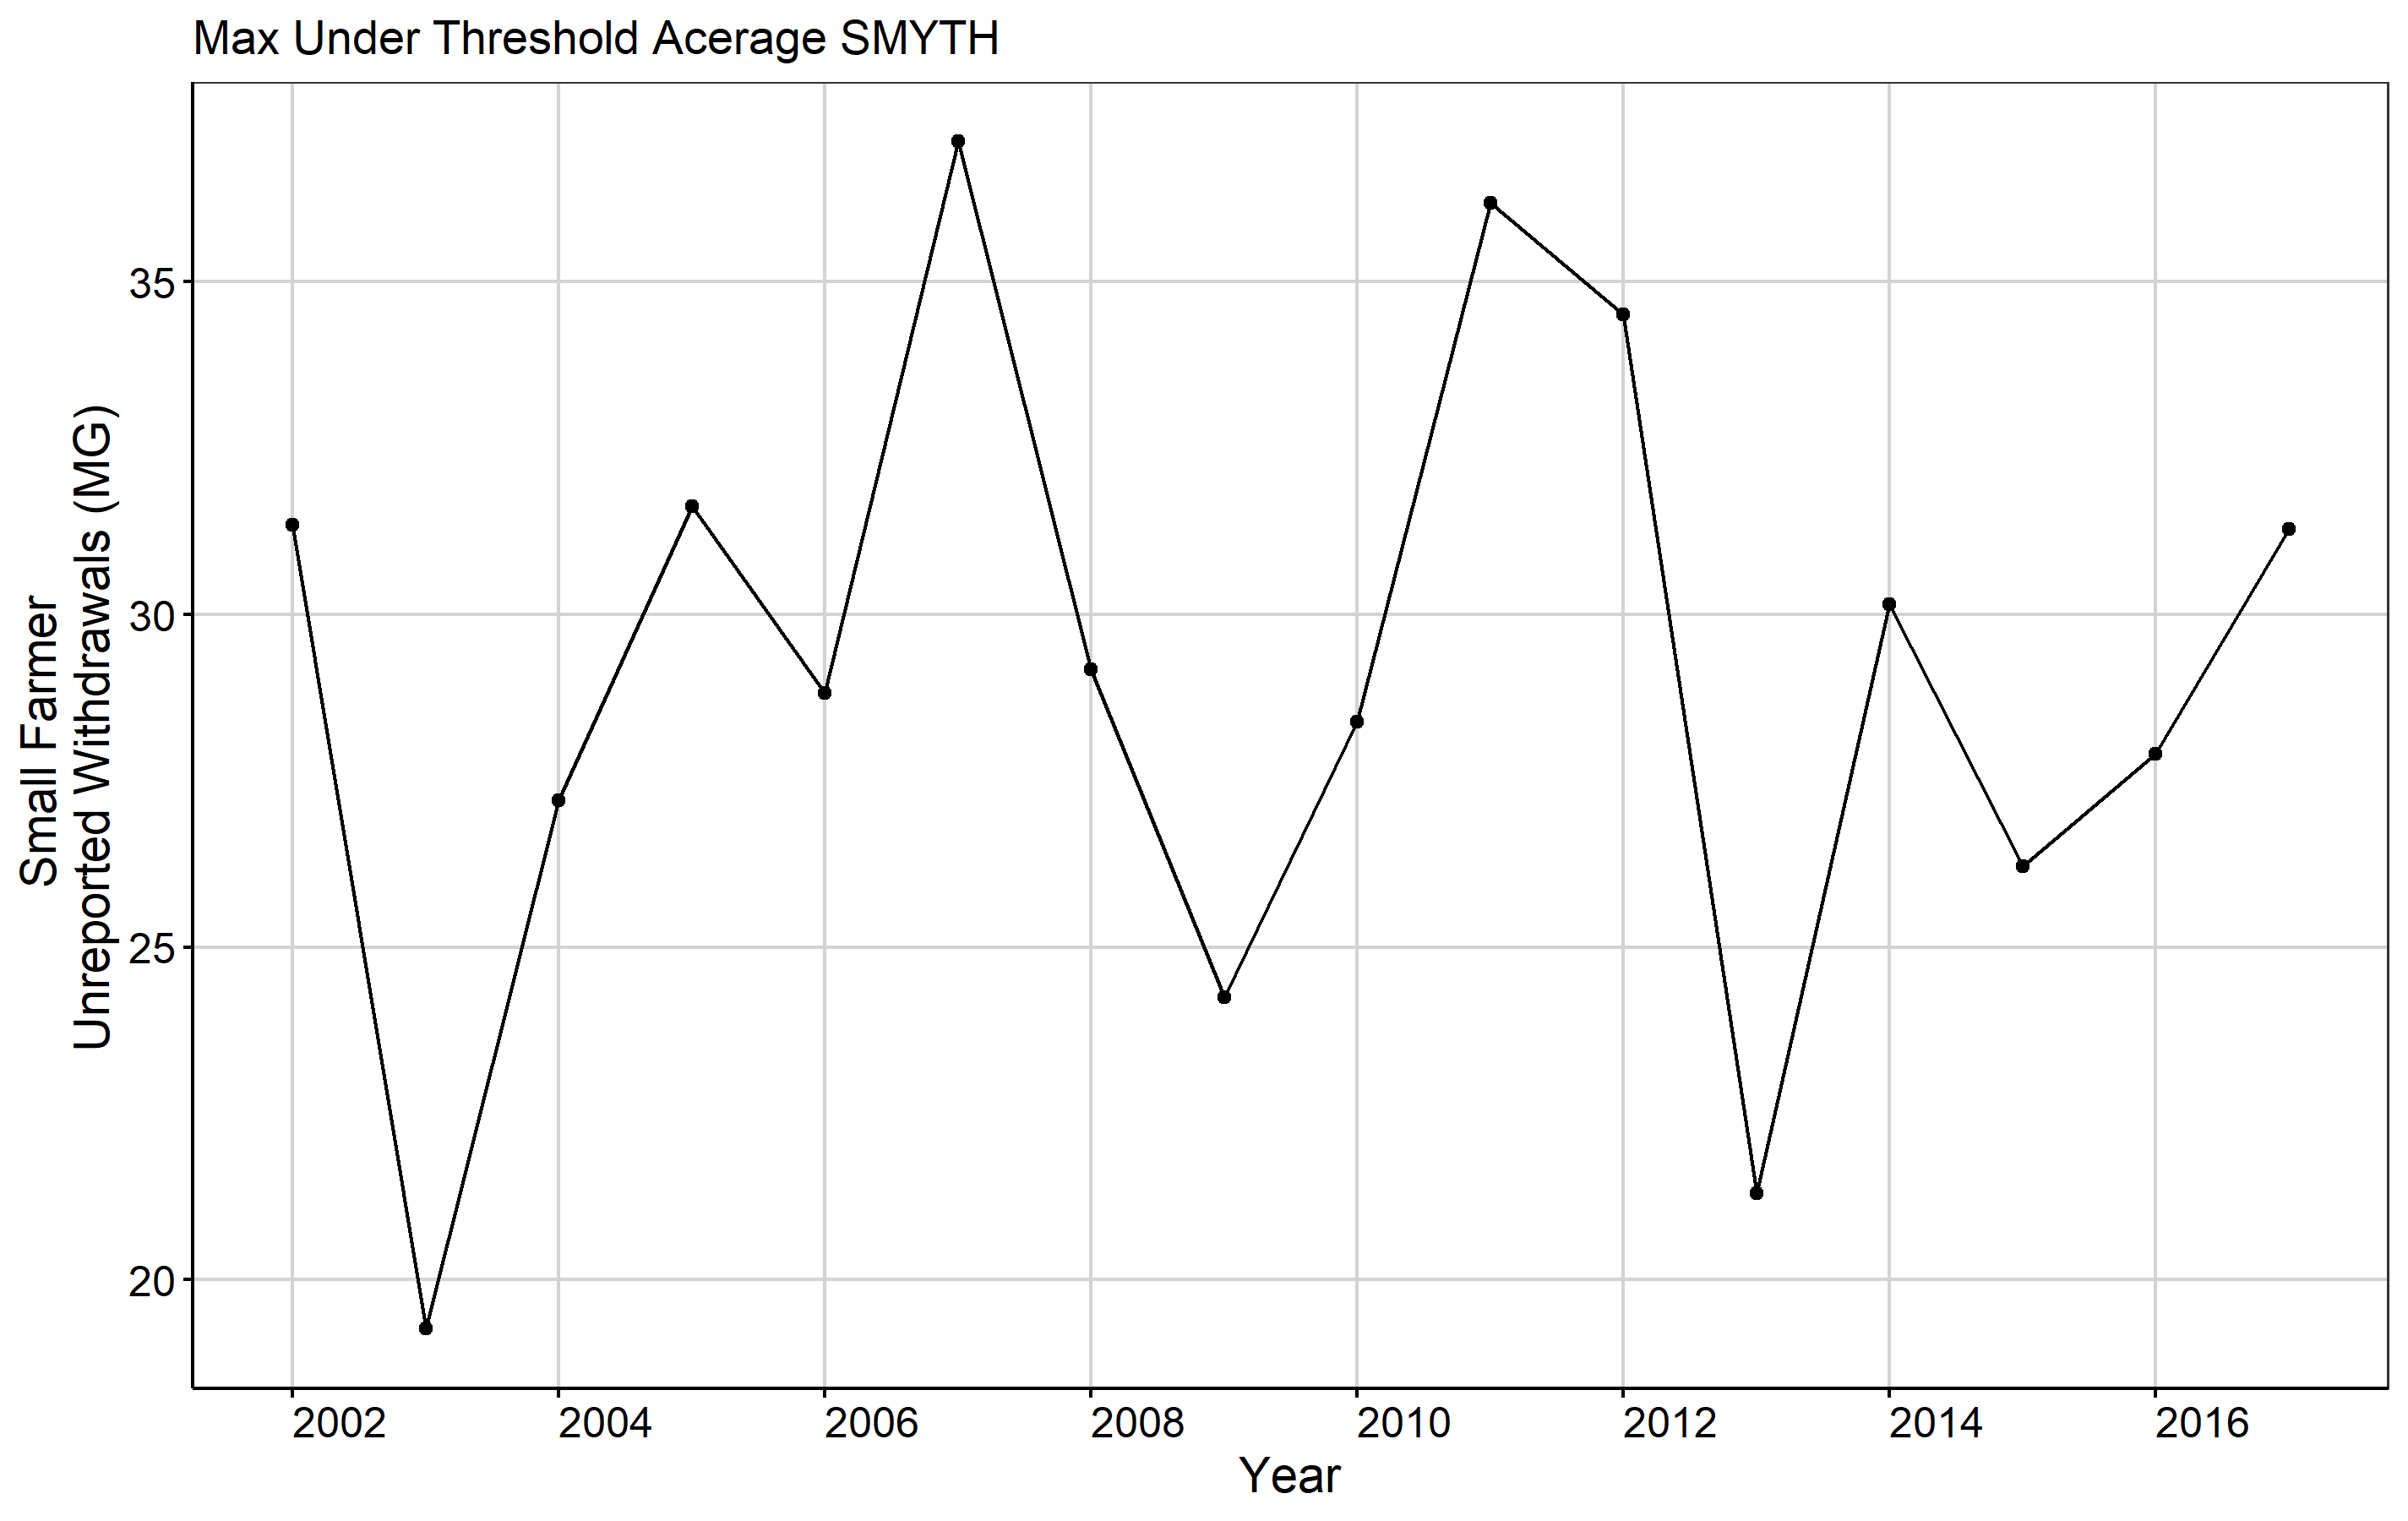 Max Under Threshold Acerage SMYTH
Small Farmer
Unreported Withdrawals (MG)
35
30
25
20
2002 2004 2006 2008 2010 2012 2014 2016
Year